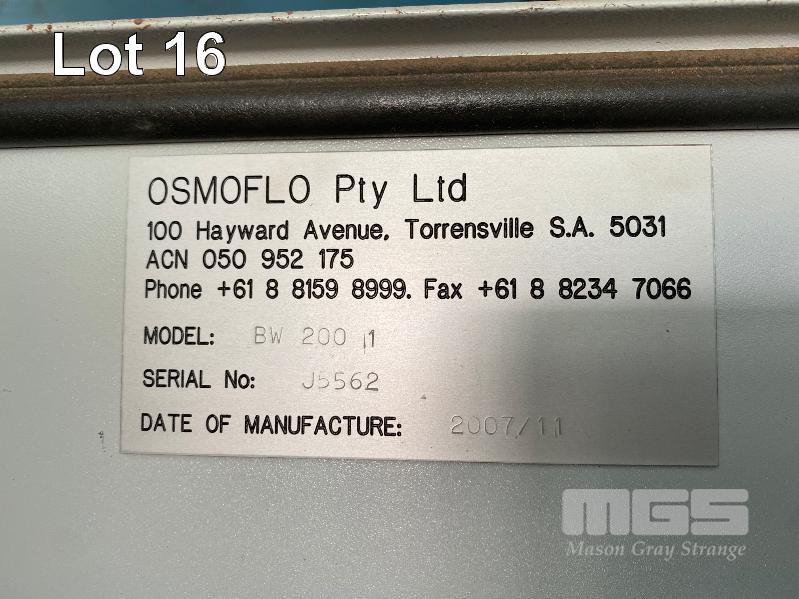 Lot 16
OSMOFLO Pty Ltd
100 Hayward Avenue, Torrensville S.A. 5031
ACN 050 952 175
Phone +61 8 8159 8999. Fax +61 8 8234 7066
MODEL: BW 200 1
SERIAL No: J5562
DATE OF MANUFACTURE: 2007/11
MGS
Mason Gray Strange